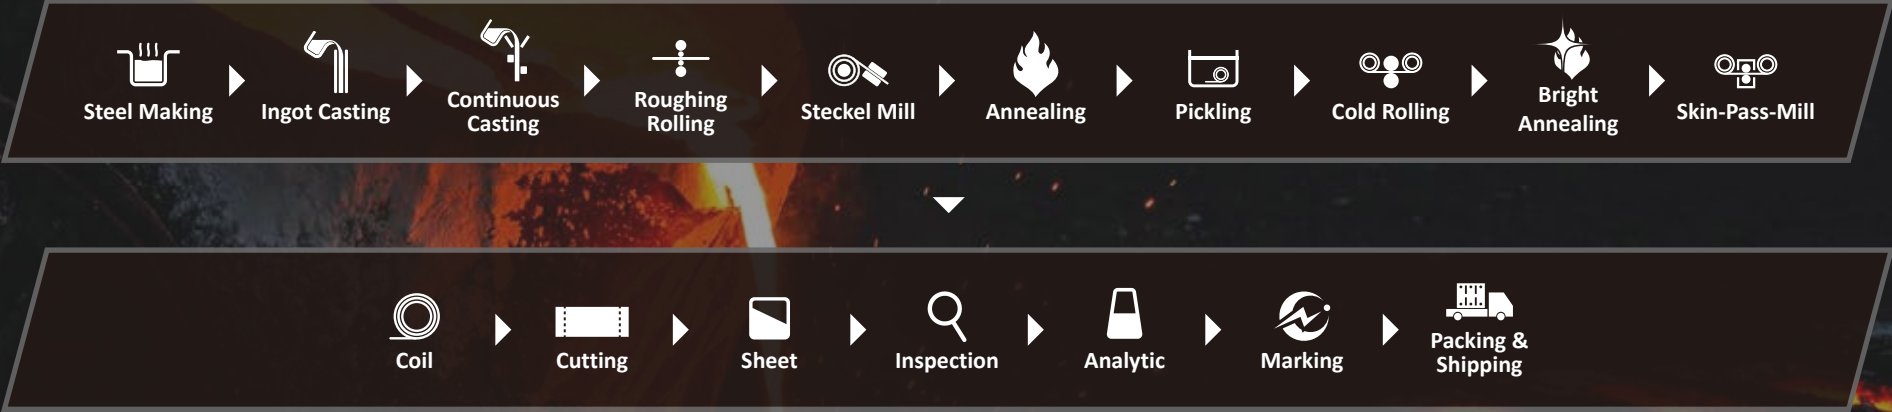 Steel Making
Ingot Casting
Continuous
Casting
Roughing
Rolling
Steckel Mill
Annealing
Pickling
Cold Rolling
Bright
Annealing
Skin-Pass-Mill
Coil
Cutting
Sheet
Inspection
Analytic
Marking
Packing &
Shipping